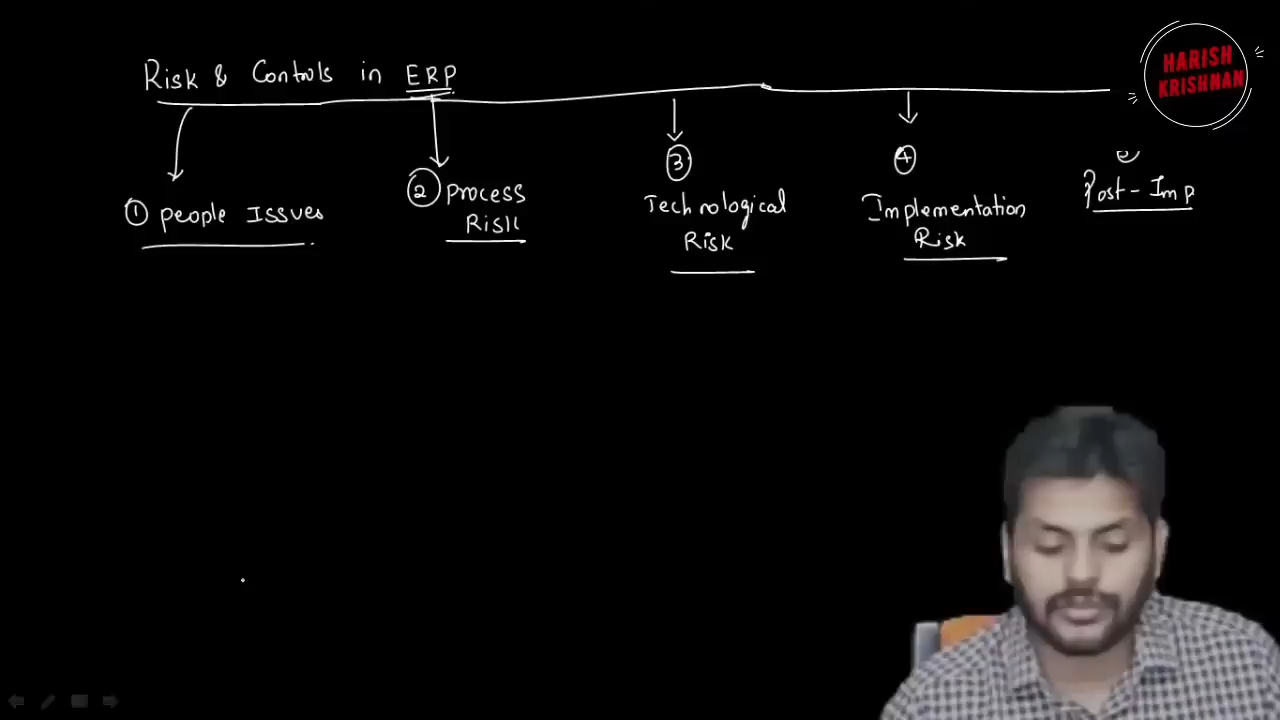 Risk & Controls in ERP
① People Issues
② Process
Risk
③
Technological
Risk
④
Implementation
Risk
Post-Imp
HARISH
KRISHNAN